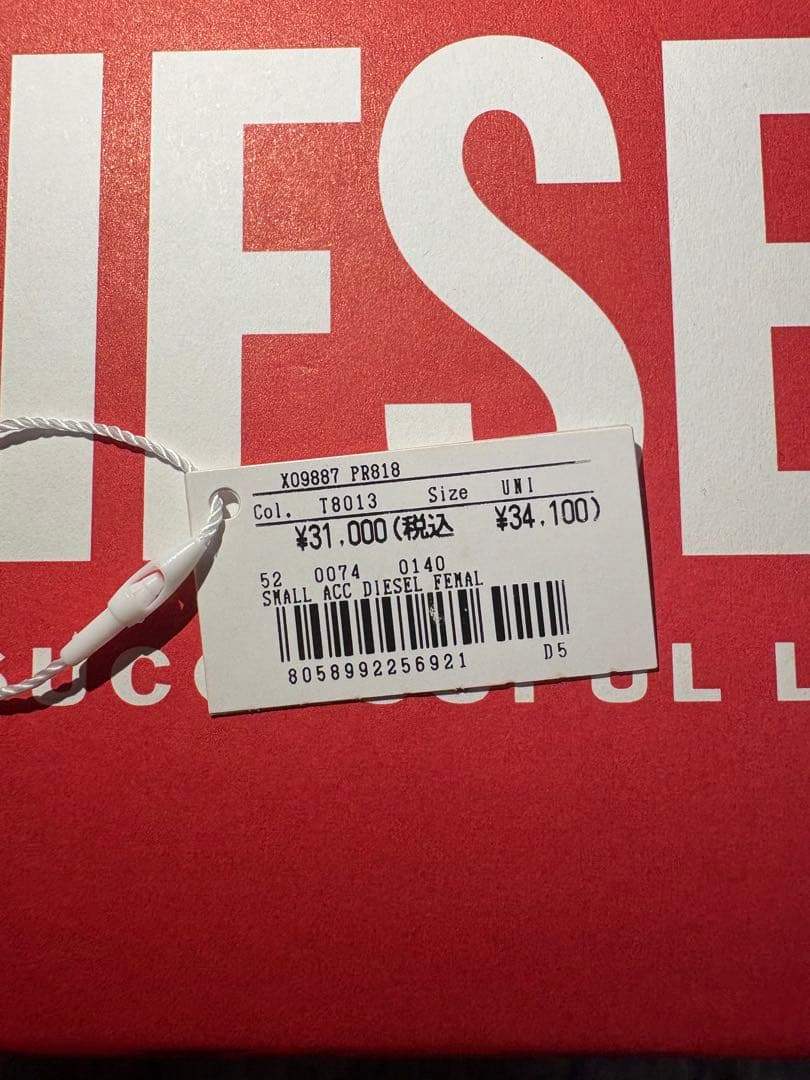 DIESEL
X09887 PR818
Col. T8013 Size UNI
¥31,000(税込 ¥34,100)
52 0074 0140
SMALL ACC DIESEL FEMAL
8058992256921 D5